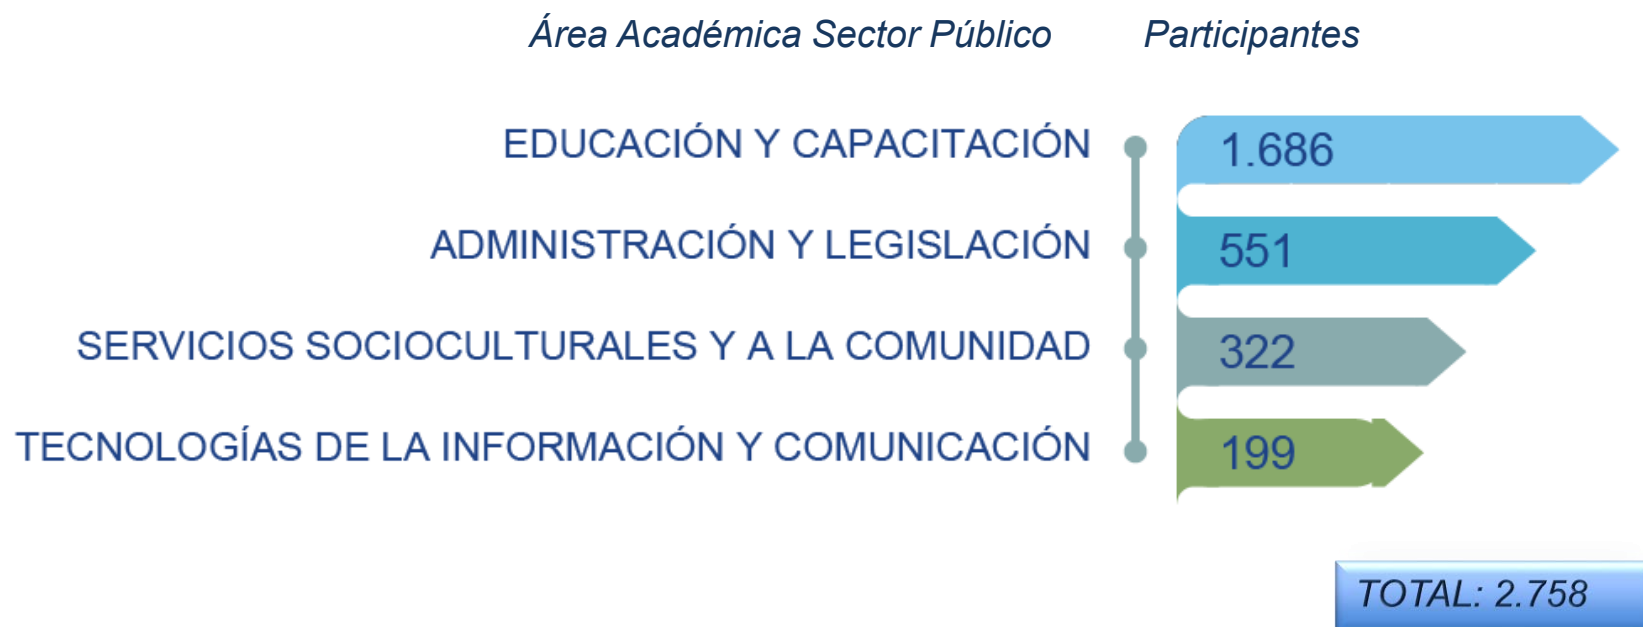 Área Académica Sector Público Participantes
EDUCACIÓN Y CAPACITACIÓN 1.686
ADMINISTRACIÓN Y LEGISLACIÓN 551
SERVICIOS SOCIOCULTURALES Y A LA COMUNIDAD 322
TECNOLOGÍAS DE LA INFORMACIÓN Y COMUNICACIÓN 199
TOTAL: 2.758